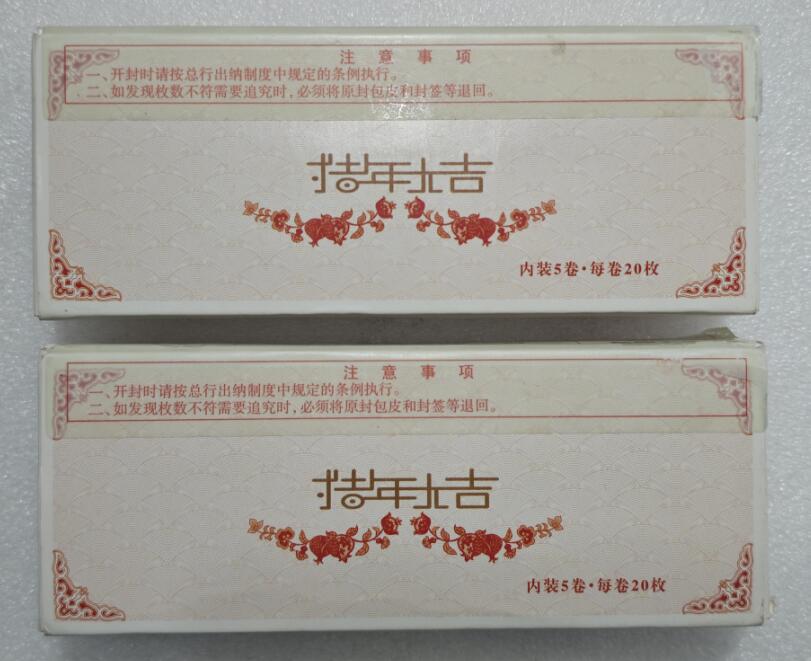 注意事项
一、开封时请按总行出纳制度中规定的条例执行。
二、如发现枚数不符需要追究时，必须将原封包皮和封签等退回。
猪年大吉
内装5卷·每卷20枚
注意事项
一、开封时请按总行出纳制度中规定的条例执行。
二、如发现枚数不符需要追究时，必须将原封包皮和封签等退回。
猪年大吉
内装5卷·每卷20枚